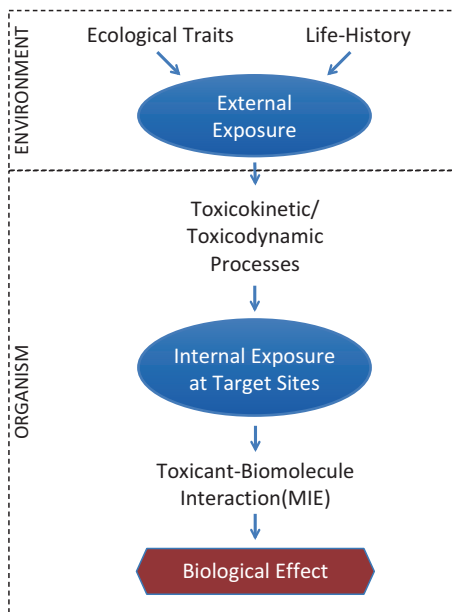 ENVIRONMENT
Ecological Traits
Life-History
External
Exposure
ORGANISM
Toxicokinetic/
Toxicodynamic
Processes
Internal Exposure
at Target Sites
Toxicant-Biomolecule
Interaction(MIE)
Biological Effect